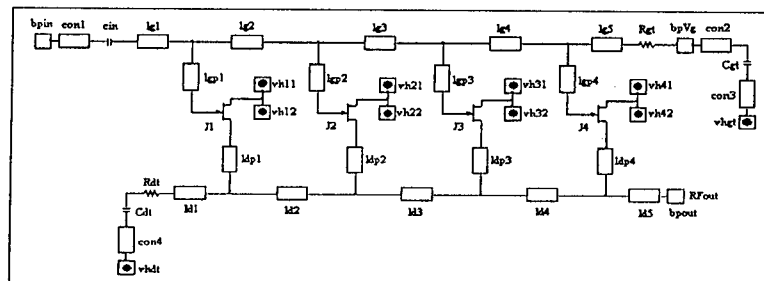 bpin con1 cin lg1 lg2 lg3 lg4 lg5 Rgt bpVg con2
Cgt
lgp1 vh11 lgp2 vh21 lgp3 vh31 lgp4 vh41
con3
J1 vh12 J2 vh22 J3 vh32 J4 vh42
vhgt
ldp1 ldp2 ldp3 ldp4
Rdt
RFout
Cdt ld1 ld2 ld3 ld4 ld5 bpout
con4
vhdt